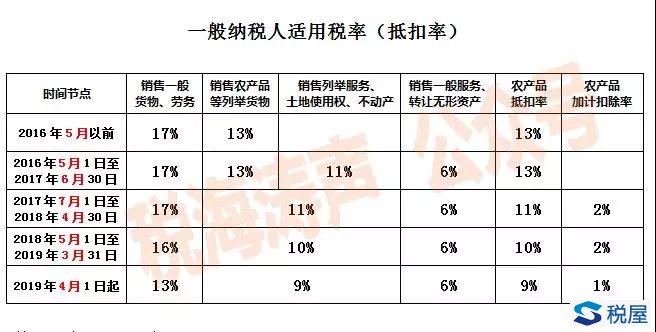 一般纳税人适用税率（抵扣率）
时间节点 销售一般货物、劳务 销售农产品等列举货物 销售列举服务、土地使用权、不动产 销售一般服务、转让无形资产 农产品抵扣率 农产品加计扣除率
2016年5月以前 17% 13% 13%
2016年5月1日至2017年6月30日 17% 13% 11% 6% 13%
2017年7月1日至2018年4月30日 17% 11% 6% 11% 2%
2018年5月1日至2019年3月31日 16% 10% 6% 10% 2%
2019年4月1日起 13% 9% 6% 9% 1%
税海涛声 公众号
税屋